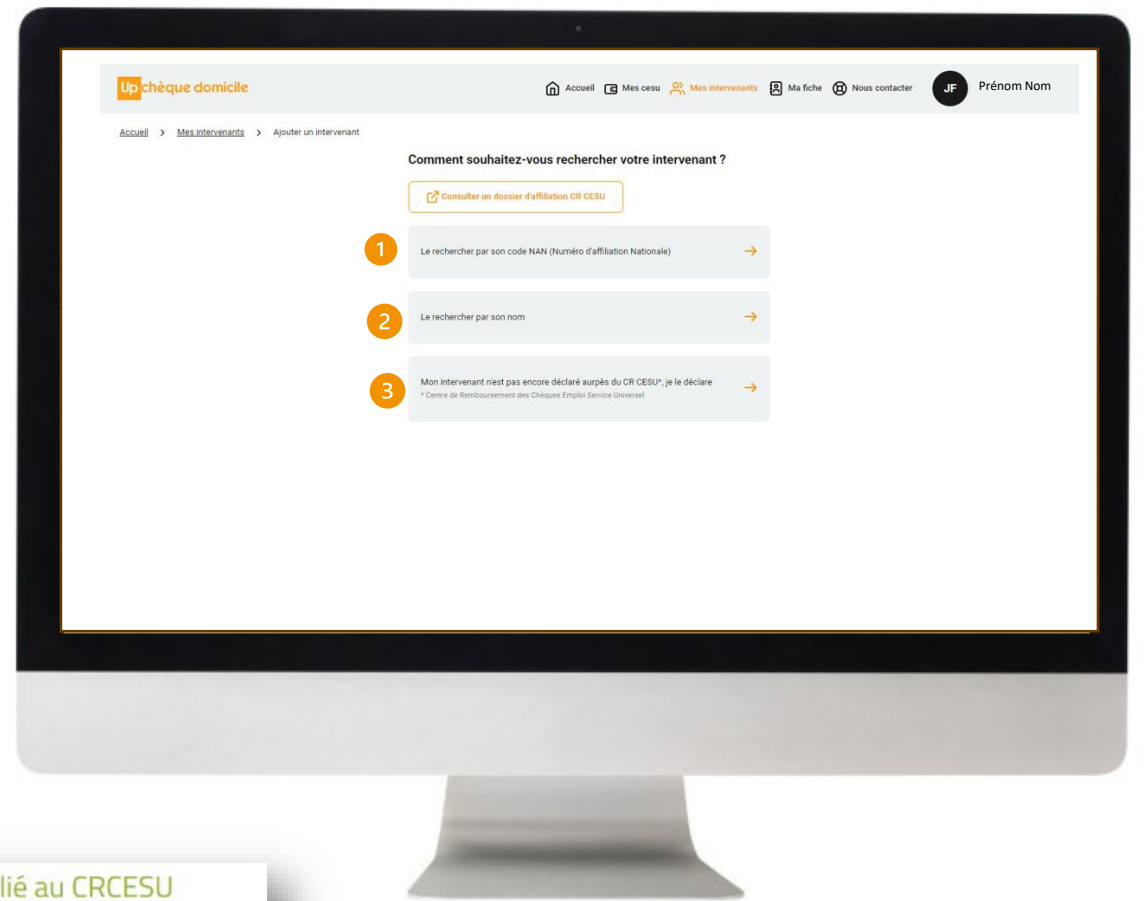 Up chèque domicile
Accueil Mes cesu Mes intervenants Ma fiche Nous contacter JF Prénom Nom
Accueil > Mes intervenants > Ajouter un intervenant
Comment souhaitez-vous rechercher votre intervenant ?
Consulter un dossier d'affiliation CR CESU
1 Le rechercher par son code NAN (Numéro d'affiliation Nationale)
2 Le rechercher par son nom
3 Mon intervenant n'est pas encore déclaré aurpès du CR CESU*, je le déclare
* Centre de Remboursement des Chèques Emploi Service Universel
lié au CRCESU